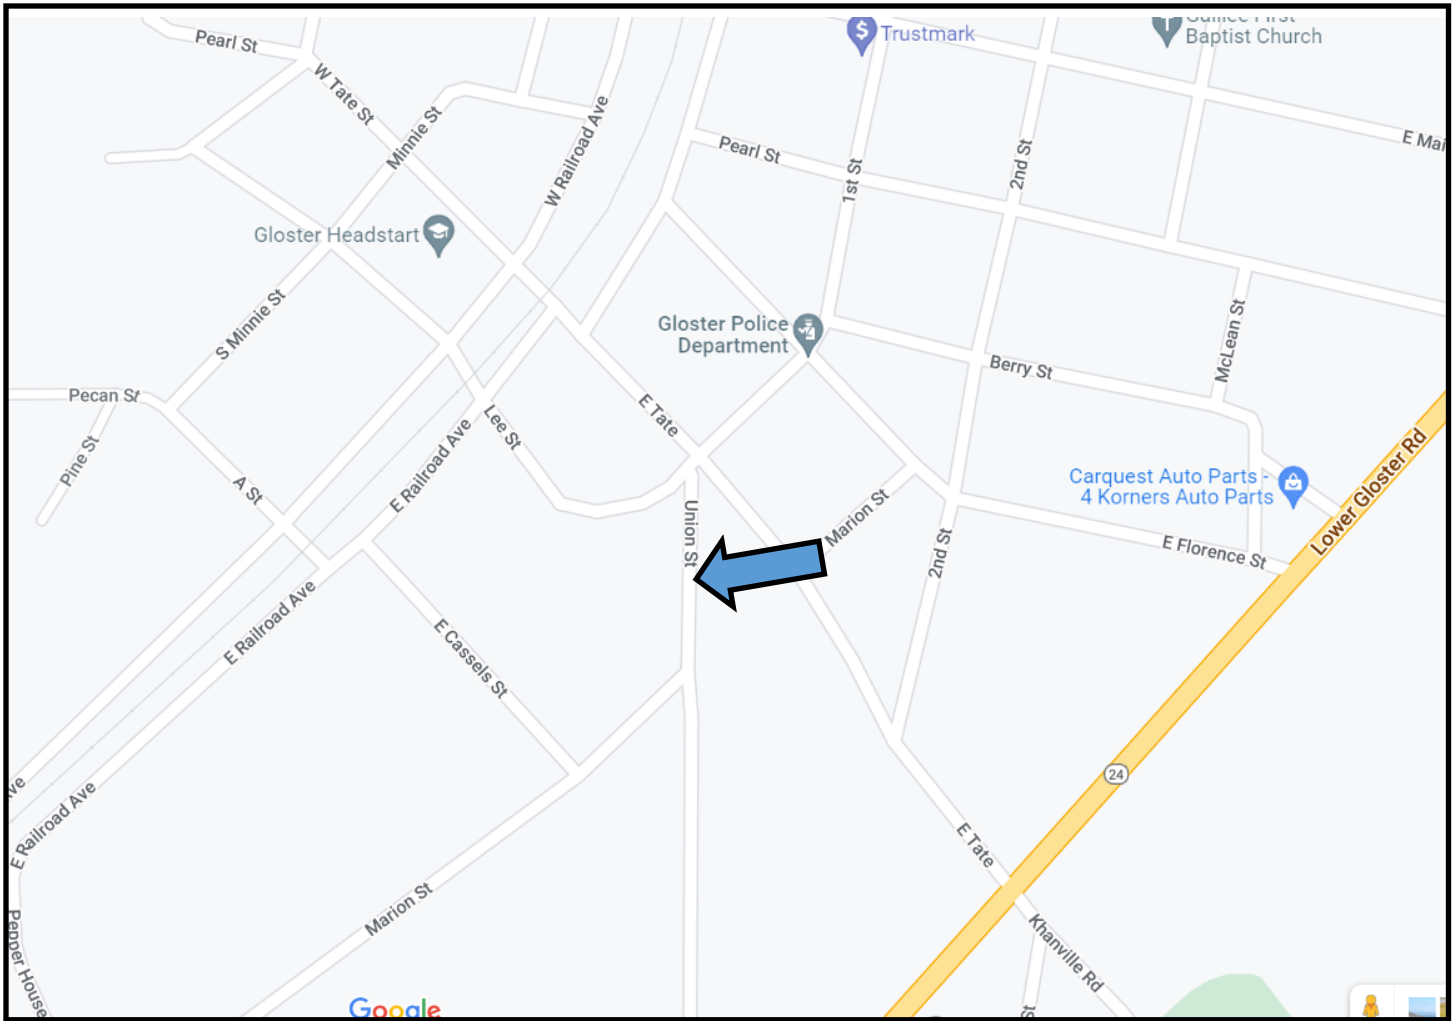 Pearl St
W Tate St
Minnie St
W Railroad Ave
Trustmark
Baptist Church
E Mai
Pearl St
1st St
2nd St
Gloster Headstart
S Minnie St
Gloster Police
Department
Berry St
McLean St
Pecan St
Pine St
A St
Lee St
E Tate
E Railroad Ave
Union St
Marion St
2nd St
Carquest Auto Parts -
4 Korners Auto Parts
E Florence St
Lower Gloster Rd
E Railroad Ave
E Cassels St
24
ve
E Railroad Ave
E Tate
Marion St
Pepper House
Khanville Rd
St
Google